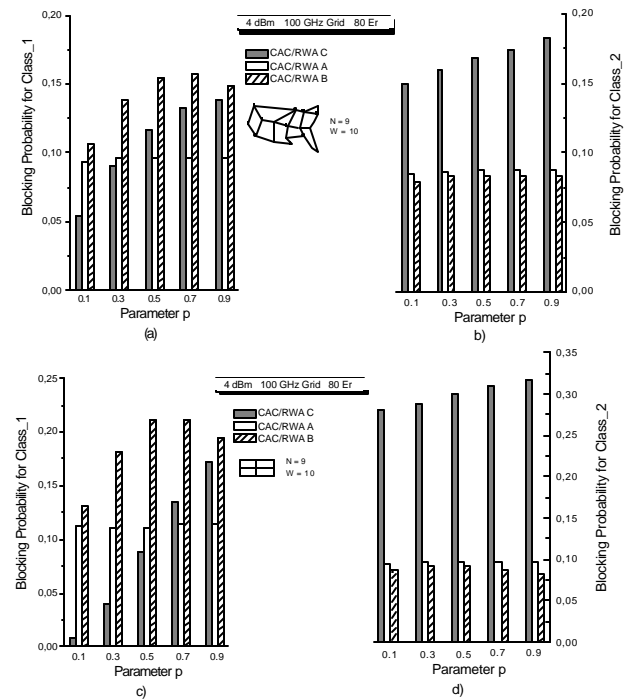 4 dBm 100 GHz Grid 80 Er
CAC/RWA C
CAC/RWA A
CAC/RWA B
N = 9
W = 10
Blocking Probability for Class_1
0,20
0,15
0,10
0,05
0,00
0.1 0.3 0.5 0.7 0.9
Parameter p
(a)
Blocking Probability for Class_2
0,20
0,15
0,10
0,05
0,00
0.1 0.3 0.5 0.7 0.9
Parameter p
b)
4 dBm 100 GHz Grid 80 Er
CAC/RWA C
CAC/RWA A
CAC/RWA B
N = 9
W = 10
Blocking Probability for Class_1
0,25
0,20
0,15
0,10
0,05
0,00
0.1 0.3 0.5 0.7 0.9
Parameter p
c)
Blocking Probability for Class_2
0,35
0,30
0,25
0,20
0,15
0,10
0,05
0,00
0.1 0.3 0.5 0.7 0.9
Parameter p
d)